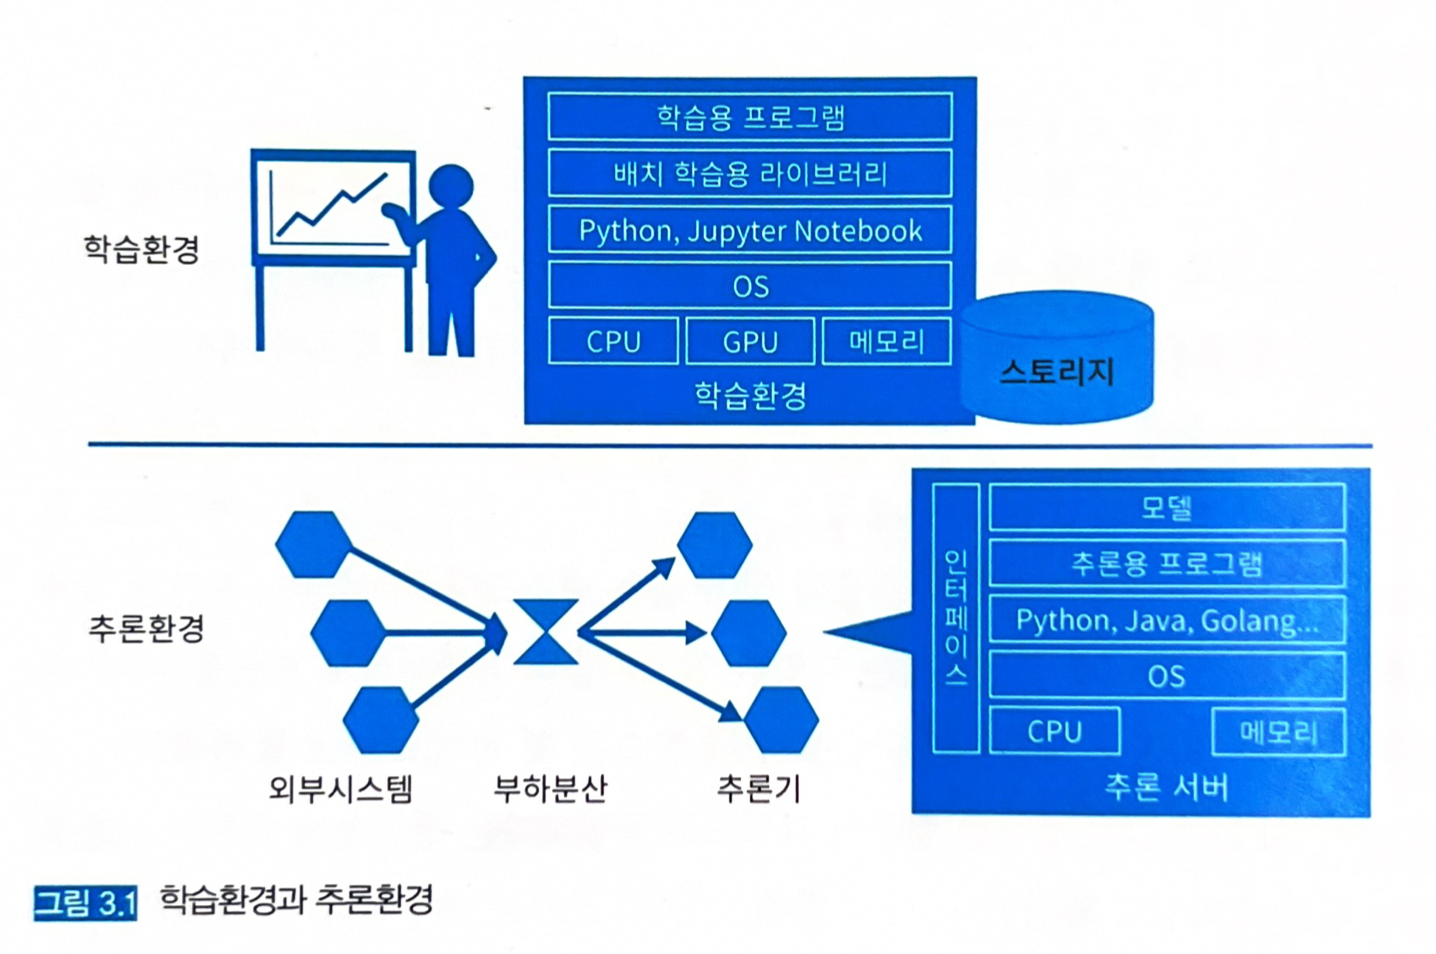 학습환경
학습용 프로그램
배치 학습용 라이브러리
Python, Jupyter Notebook
OS
CPU
GPU
메모리
학습환경
스토리지
추론환경
외부시스템
부하분산
추론기
인터페이스
모델
추론용 프로그램
Python, Java, Golang...
OS
CPU
메모리
추론 서버
그림 3.1 학습환경과 추론환경